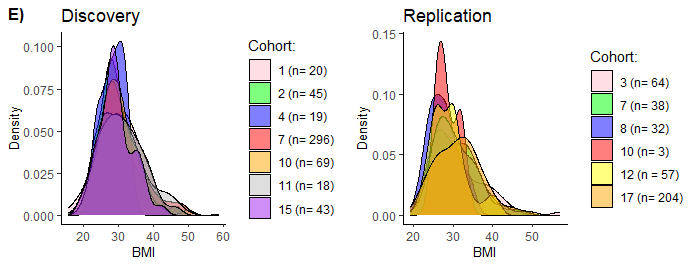 E) Discovery
Density
0.100
0.075
0.050
0.025
0.000
20 30 40 50 60
BMI
Cohort:
1 (n= 20)
2 (n= 45)
4 (n= 19)
7 (n= 296)
10 (n= 69)
11 (n= 18)
15 (n= 43)
Replication
Density
0.15
0.10
0.05
0.00
20 30 40 50
BMI
Cohort:
3 (n= 64)
7 (n= 38)
8 (n= 32)
10 (n= 3)
12 (n = 57)
17 (n= 204)